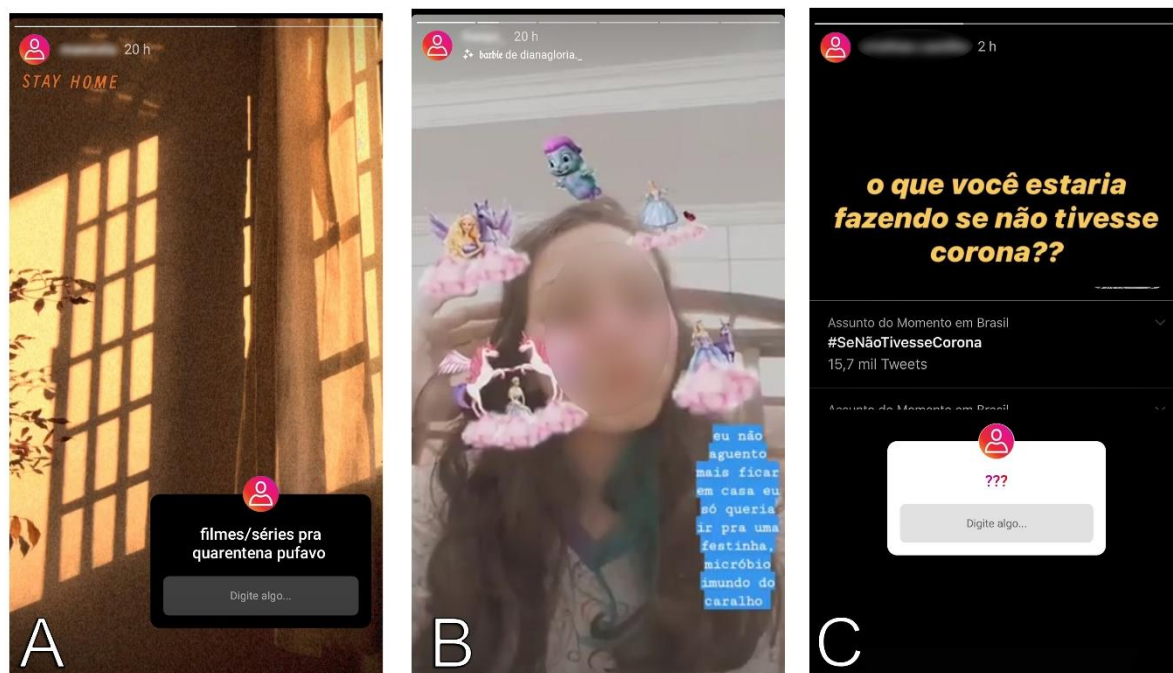 20 h
STAY HOME
filmes/séries pra
quarentena pufavo
Digite algo...
A
20 h
barbie de dianagloria._
eu não
aguento
mais ficar
em casa eu
só queria
ir pra uma
festinha,
micróbio
imundo do
caralho
B
2 h
o que você estaria
fazendo se não tivesse
corona??
Assunto do Momento em Brasil
#SeNãoTivesseCorona
15,7 mil Tweets
Assunto do Momento em Brasil
???
Digite algo...
C